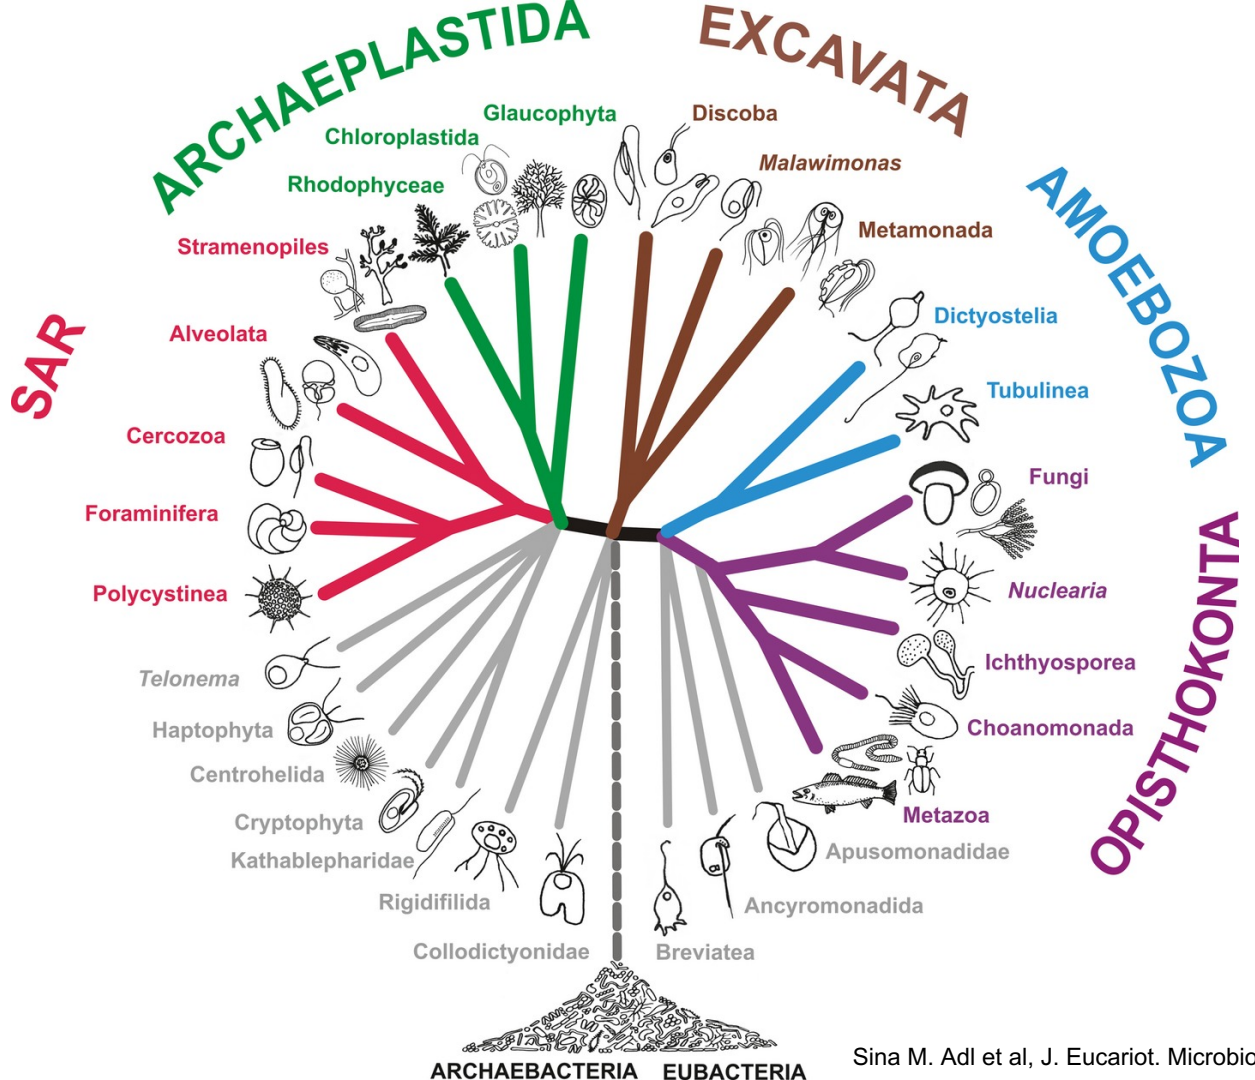 ARCHAEPLASTIDA
EXCAVATA
Glaucophyta
Discoba
Chloroplastida
Malawimonas
Rhodophyceae
AMOEBOZOA
Metamonada
Stramenopiles
Dictyostelia
SAR
Alveolata
Tubulinea
Cercozoa
Fungi
Foraminifera
OPISTHOKONTA
Polycystinea
Nuclearia
Ichthyosporea
Telonema
Haptophyta
Choanomonada
Centrohelida
Metazoa
Cryptophyta
Apusomonadidae
Kathablepharidae
Rigidifilida
Ancyromonadida
Collodictyonidae
Breviatea
Sina M. Adl et al, J. Eucariot. Microbio
ARCHAEBACTERIA EUBACTERIA